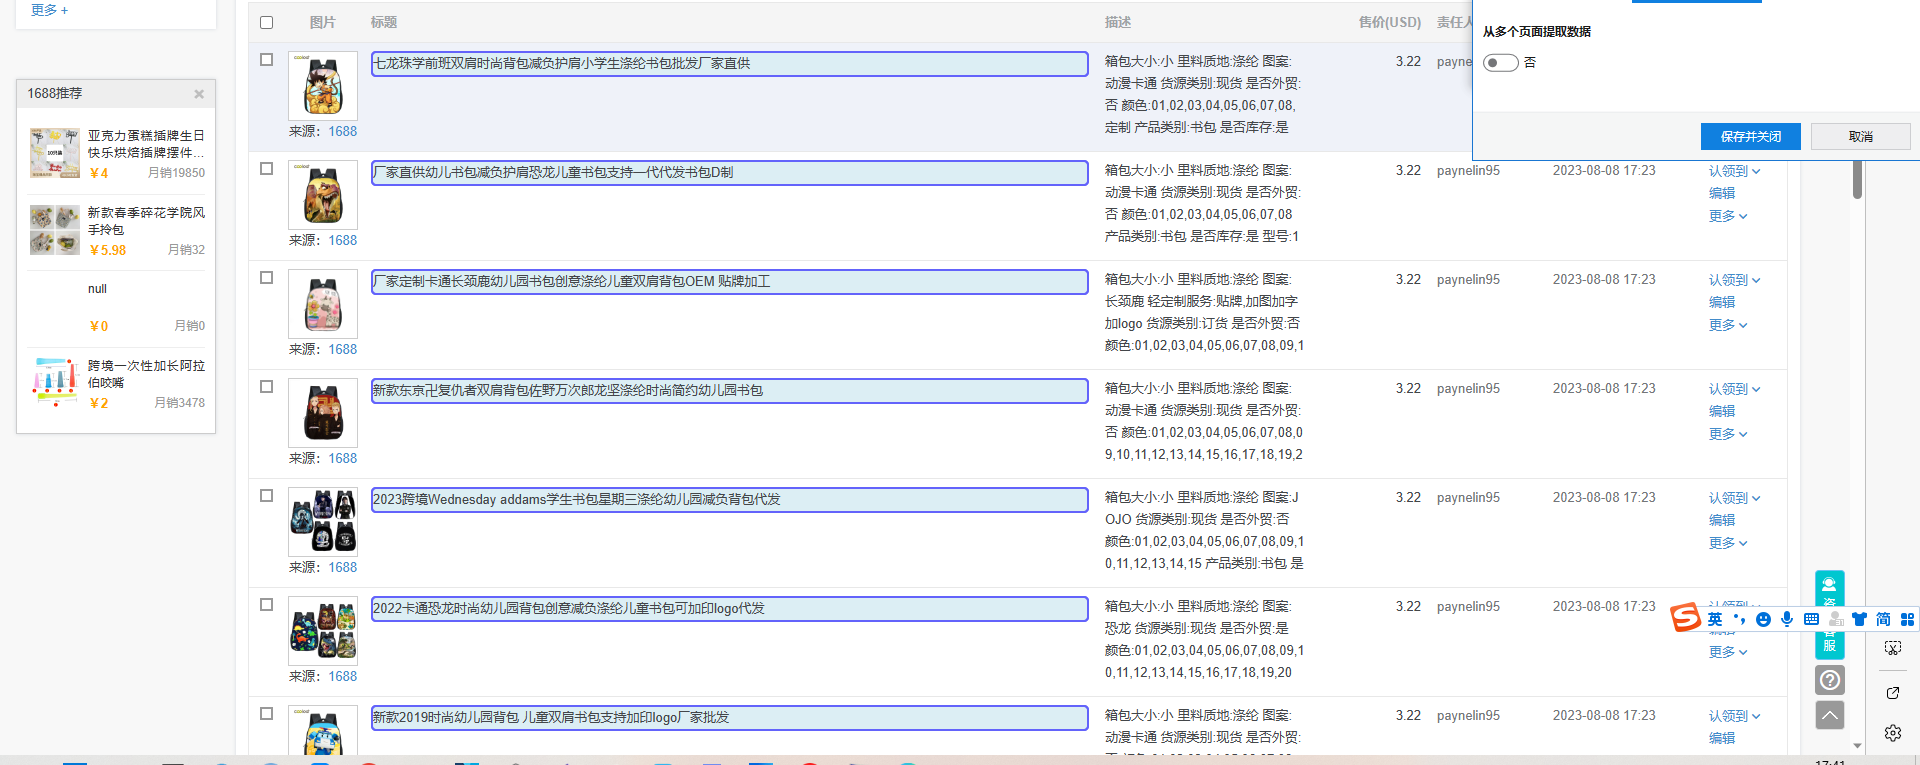 更多 +
1688推荐
亚克力蛋糕插牌生日
快乐烘焙插牌摆件...
¥4 月销19850
新款春季碎花学院风
手拎包
¥5.98 月销32
null
¥0 月销0
跨境一次性加长阿拉
伯咬嘴
¥2 月销3478
图片 标题 描述 售价(USD) 责任人
七龙珠学前班双肩时尚背包减负护肩小学生涤纶书包批发厂家直供
箱包大小:小 里料质地:涤纶 图案:
动漫卡通 货源类别:现货 是否外贸:
否 颜色:01,02,03,04,05,06,07,08,
定制 产品类别:书包 是否库存:是
3.22 payne
来源：1688
厂家直供幼儿书包减负护肩恐龙儿童书包支持一代代发书包D制
箱包大小:小 里料质地:涤纶 图案:
动漫卡通 货源类别:现货 是否外贸:
否 颜色:01,02,03,04,05,06,07,08
产品类别:书包 是否库存:是 型号:1
3.22 paynelin95 2023-08-08 17:23 认领到
编辑
更多
来源：1688
厂家定制卡通长颈鹿幼儿园书包创意涤纶儿童双肩背包OEM 贴牌加工
箱包大小:小 里料质地:涤纶 图案:
长颈鹿 轻定制服务:贴牌,加图加字
加logo 货源类别:订货 是否外贸:否
颜色:01,02,03,04,05,06,07,08,09,1
3.22 paynelin95 2023-08-08 17:23 认领到
编辑
更多
来源：1688
新款东京卍复仇者双肩背包佐野万次郎龙坚涤纶时尚简约幼儿园书包
箱包大小:小 里料质地:涤纶 图案:
动漫卡通 货源类别:现货 是否外贸:
否 颜色:01,02,03,04,05,06,07,08,0
9,10,11,12,13,14,15,16,17,18,19,2
3.22 paynelin95 2023-08-08 17:23 认领到
编辑
更多
来源：1688
2023跨境Wednesday addams学生书包星期三涤纶幼儿园减负背包代发
箱包大小:小 里料质地:涤纶 图案:J
OJO 货源类别:现货 是否外贸:否
颜色:01,02,03,04,05,06,07,08,09,1
0,11,12,13,14,15 产品类别:书包 是
3.22 paynelin95 2023-08-08 17:23 认领到
编辑
更多
来源：1688
2022卡通恐龙时尚幼儿园背包创意减负涤纶儿童书包可加印logo代发
箱包大小:小 里料质地:涤纶 图案:
恐龙 货源类别:现货 是否外贸:是
颜色:01,02,03,04,05,06,07,08,09,1
0,11,12,13,14,15,16,17,18,19,20
3.22 paynelin95 2023-08-08 17:23
更多
来源：1688
新款2019时尚幼儿园背包 儿童双肩书包支持加印logo厂家批发
箱包大小:小 里料质地:涤纶 图案:
动漫卡通 货源类别:现货 是否外贸:
3.22 paynelin95 2023-08-08 17:23 认领到
编辑
从多个页面提取数据
否
保存并关闭 取消
英 简
服